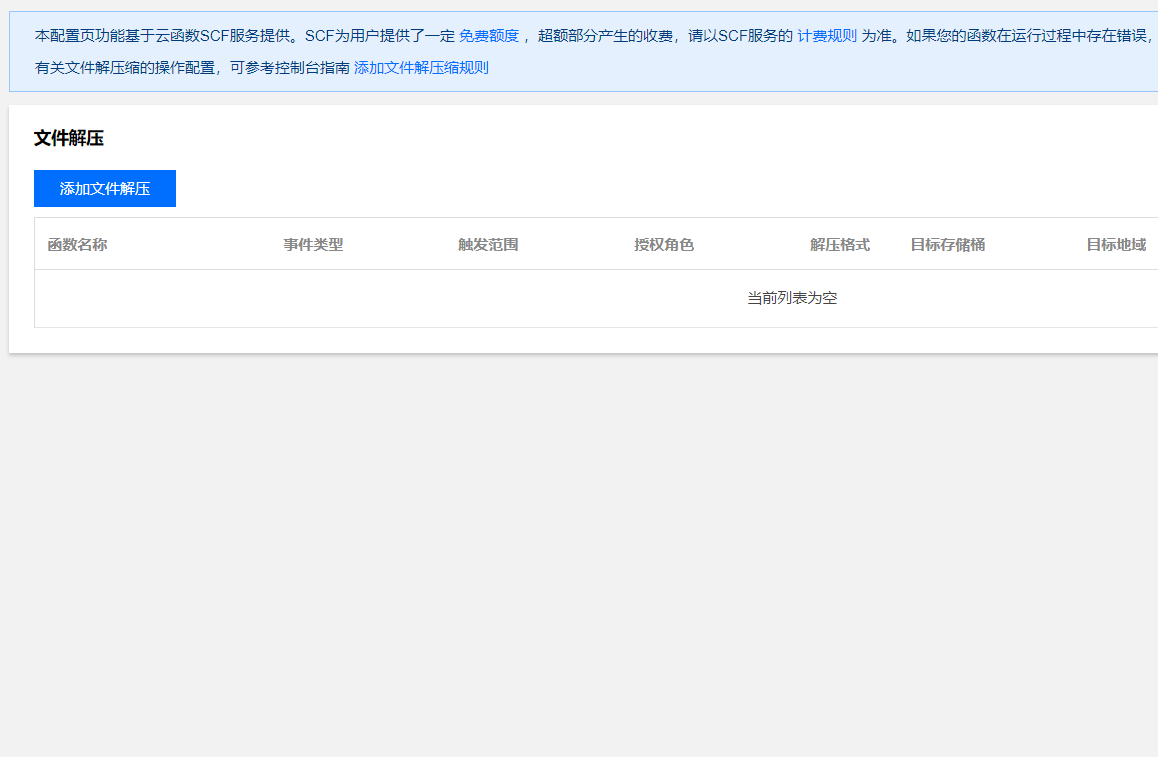 本配置页功能基于云函数SCF服务提供。SCF为用户提供了一定 免费额度 ，超额部分产生的收费，请以SCF服务的 计费规则 为准。如果您的函数在运行过程中存在错误，
有关文件解压缩的操作配置，可参考控制台指南 添加文件解压缩规则
文件解压
添加文件解压
函数名称 事件类型 触发范围 授权角色 解压格式 目标存储桶 目标地域
当前列表为空